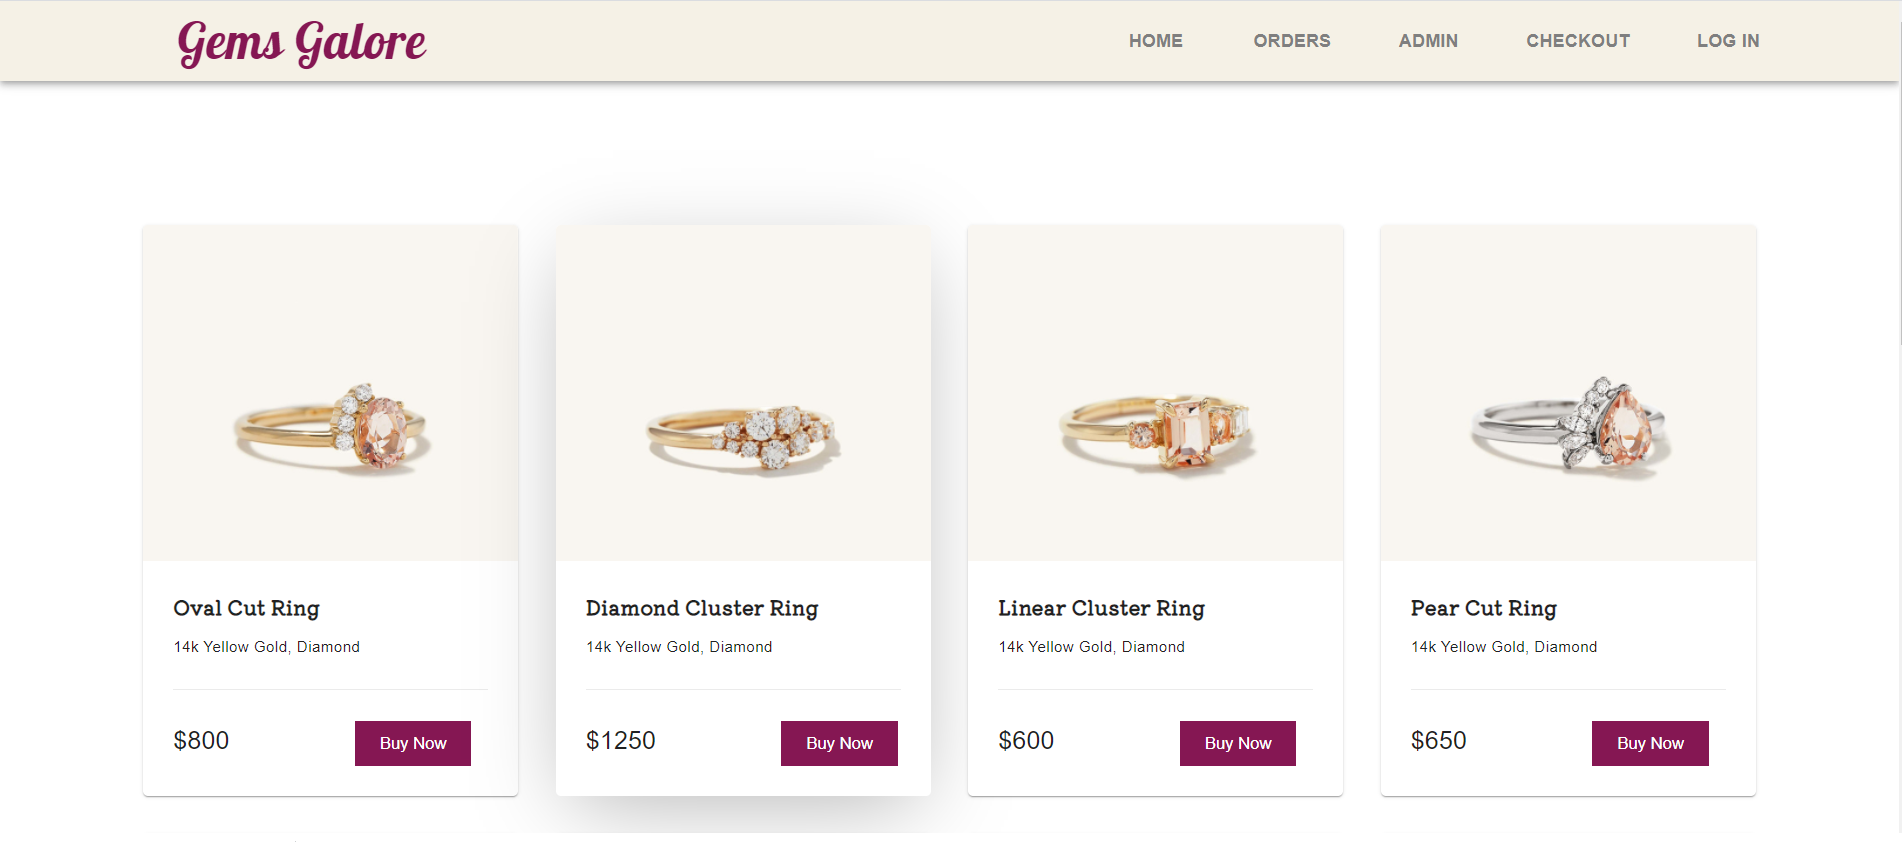 Gems Galore
HOME ORDERS ADMIN CHECKOUT LOG IN
Oval Cut Ring
14k Yellow Gold, Diamond
$800
Buy Now
Diamond Cluster Ring
14k Yellow Gold, Diamond
$1250
Buy Now
Linear Cluster Ring
14k Yellow Gold, Diamond
$600
Buy Now
Pear Cut Ring
14k Yellow Gold, Diamond
$650
Buy Now